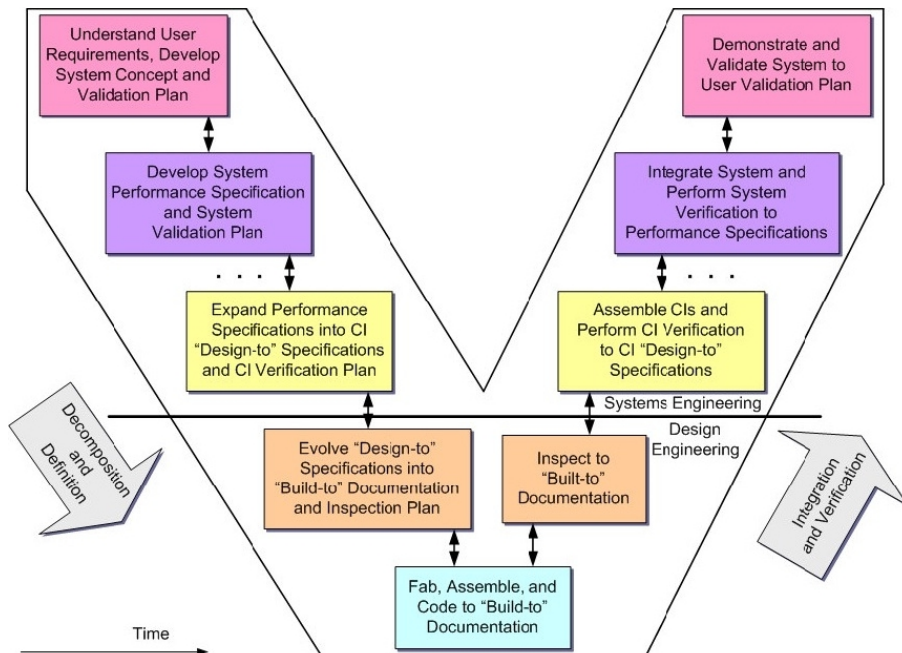 Understand User
Requirements, Develop
System Concept and
Validation Plan
Demonstrate and
Validate System to
User Validation Plan
Develop System
Performance Specification
and System
Validation Plan
Integrate System and
Perform System
Verification to
Performance Specifications
. . .
. . .
Expand Performance
Specifications into CI
“Design-to” Specifications
and CI Verification Plan
Assemble CIs and
Perform CI Verification
to CI “Design-to”
Specifications
Systems Engineering
Design
Engineering
Decomposition
and
Definition
Evolve “Design-to”
Specifications into
“Build-to” Documentation
and Inspection Plan
Inspect to
“Built-to”
Documentation
Integration
and Verification
Fab, Assemble, and
Code to “Build-to”
Documentation
Time